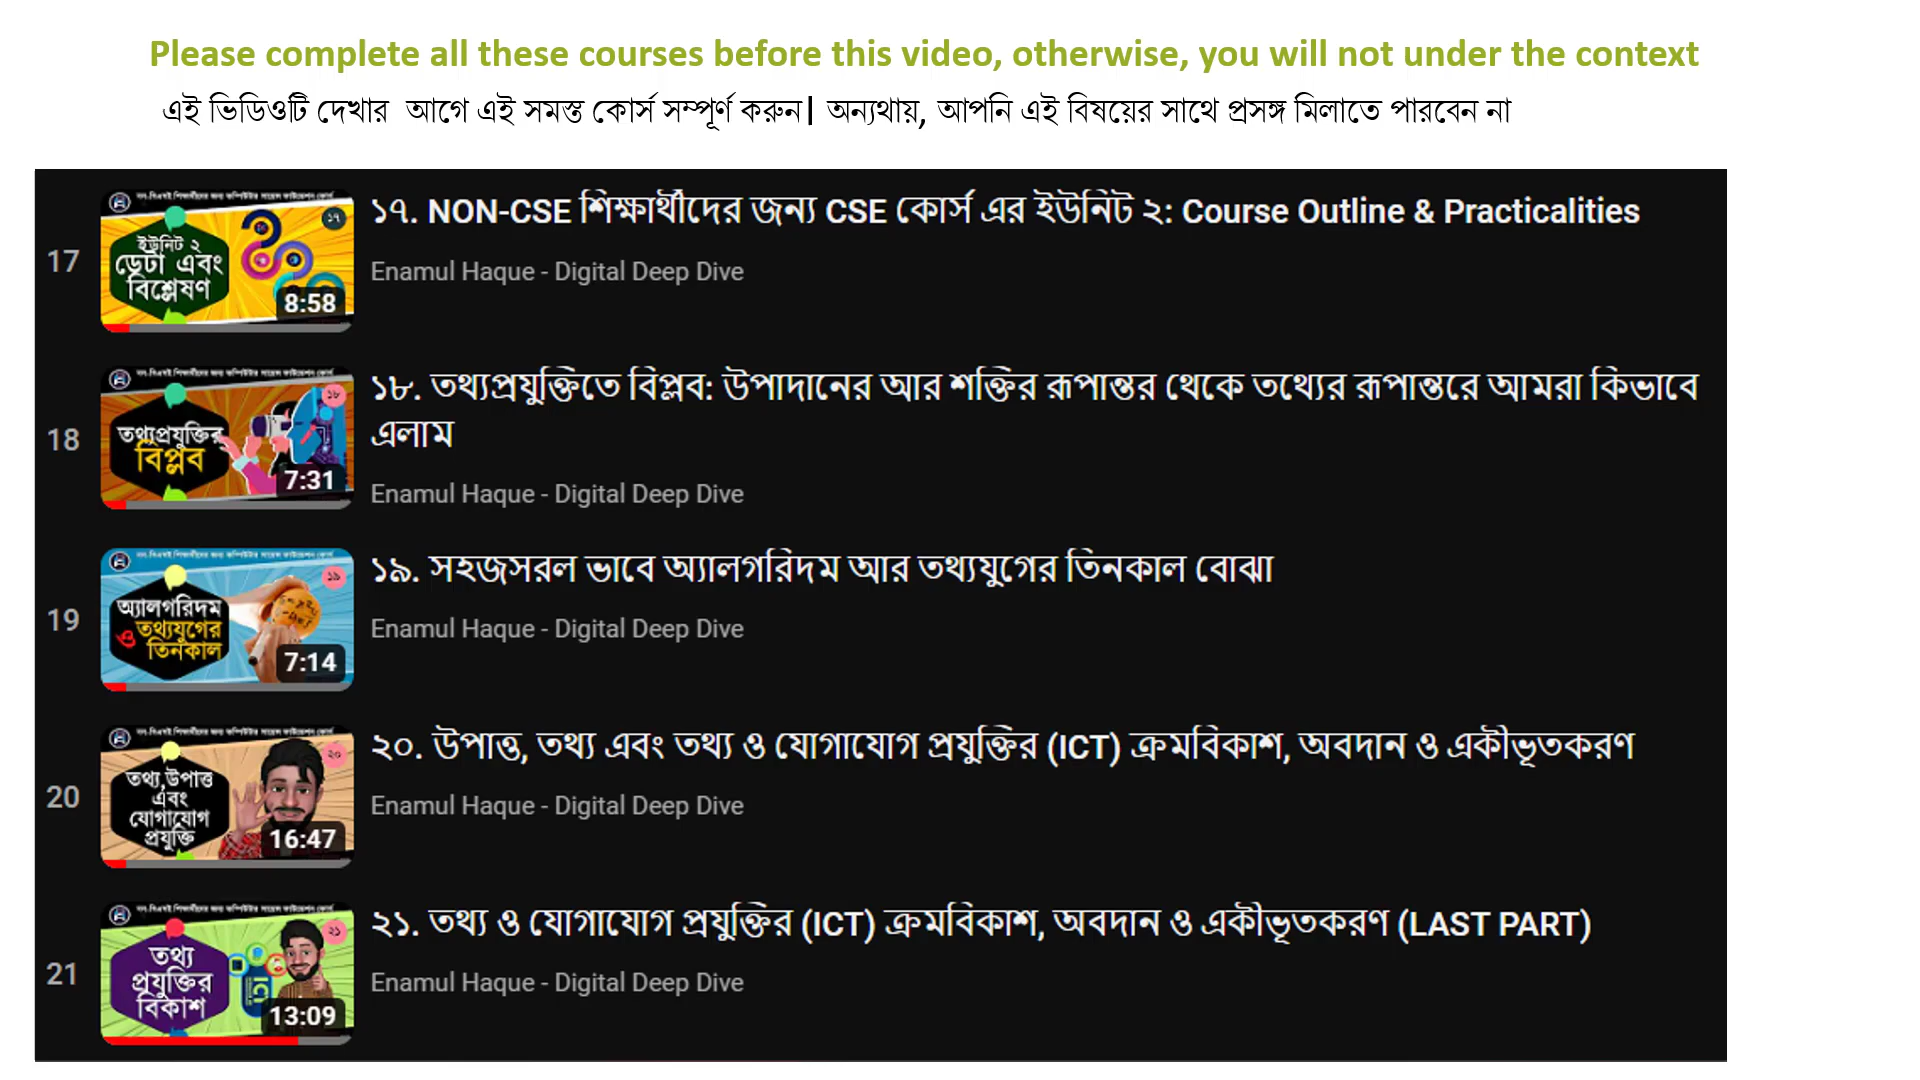 Please complete all these courses before this video, otherwise, you will not under the context
এই ভিডিওটি দেখার আগে এই সমস্ত কোর্স সম্পূর্ণ করুন| অন্যথায়, আপনি এই বিষয়ের সাথে প্রসঙ্গ মিলাতে পারবেন না
17
ইউনিট ২
ডেটা এবং
বিশ্লেষণ
১৭
8:58
১৭. NON-CSE শিক্ষার্থীদের জন্য CSE কোর্স এর ইউনিট ২: Course Outline & Practicalities
Enamul Haque - Digital Deep Dive
18
তথ্যপ্রযুক্তির
বিপ্লব
১৮
7:31
১৮. তথ্যপ্রযুক্তিতে বিপ্লব: উপাদানের আর শক্তির রূপান্তর থেকে তথ্যের রূপান্তরে আমরা কিভাবে
এলাম
Enamul Haque - Digital Deep Dive
19
অ্যালগরিদম
ও তথ্যযুগের
তিনকাল
১৯
7:14
১৯. সহজসরল ভাবে অ্যালগরিদম আর তথ্যযুগের তিনকাল বোঝা
Enamul Haque - Digital Deep Dive
20
তথ্য,উপাত্ত
এবং
যোগাযোগ
প্রযুক্তি
২০
16:47
২০. উপাত্ত, তথ্য এবং তথ্য ও যোগাযোগ প্রযুক্তির (ICT) ক্রমবিকাশ, অবদান ও একীভূতকরণ
Enamul Haque - Digital Deep Dive
21
তথ্য
প্রযুক্তির
বিকাশ
২১
ICT
13:09
২১. তথ্য ও যোগাযোগ প্রযুক্তির (ICT) ক্রমবিকাশ, অবদান ও একীভূতকরণ (LAST PART)
Enamul Haque - Digital Deep Dive